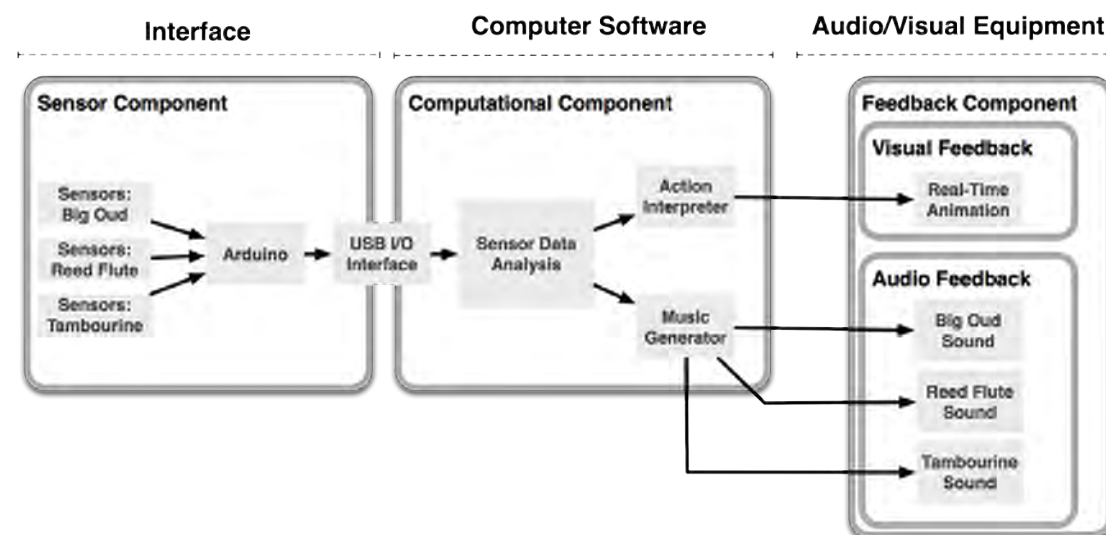 Interface
Computer Software
Audio/Visual Equipment
Sensor Component
Sensors:
Big Oud
Sensors:
Reed Flute
Sensors:
Tambourine
Arduino
USB I/O
Interface
Computational Component
Sensor Data
Analysis
Action
Interpreter
Music
Generator
Feedback Component
Visual Feedback
Real-Time
Animation
Audio Feedback
Big Oud
Sound
Reed Flute
Sound
Tambourine
Sound